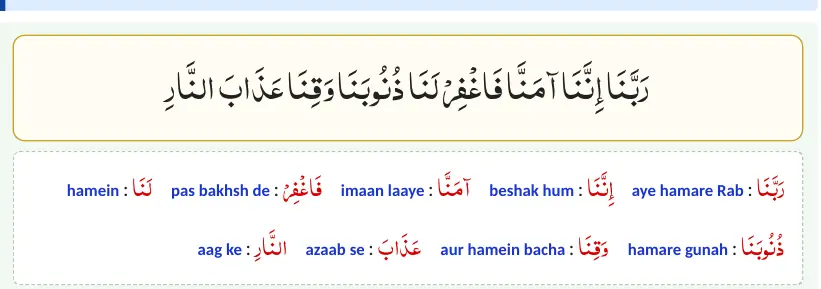 رَبَّنَا إِنَّنَا آمَنَّا فَاغْفِرْ لَنَا ذُنُوبَنَا وَقِنَا عَذَابَ النَّارِ
رَبَّنَا : aye hamare Rab إِنَّنَا : beshak hum آمَنَّا : imaan laaye فَاغْفِرْ : pas bakhsh de لَنَا : hamein
ذُنُوبَنَا : hamare gunah وَقِنَا : aur hamein bacha عَذَابَ : azaab se النَّارِ : aag ke